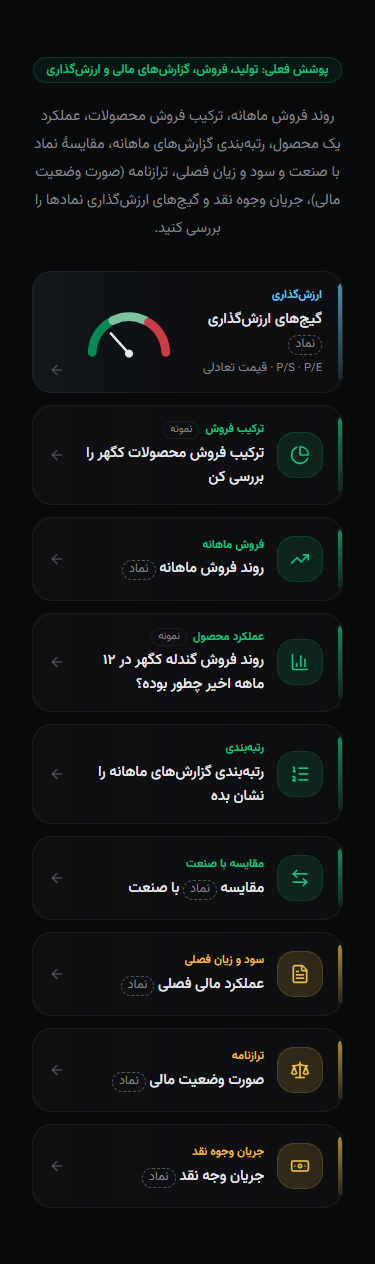 پوشش فعلی: تولید، فروش، گزارش‌های مالی و ارزش‌گذاری
روند فروش ماهانه، ترکیب فروش محصولات، عملکرد
یک محصول، رتبه‌بندی گزارش‌های ماهانه، مقایسهٔ نماد
با صنعت و سود و زیان فصلی، ترازنامه (صورت وضعیت
مالی)، جریان وجوه نقد و گیج‌های ارزش‌گذاری نمادها را
بررسی کنید.
ارزش‌گذاری
گیج‌های ارزش‌گذاری
نماد
P/E · P/S · قیمت تعادلی
ترکیب فروش نمونه
ترکیب فروش محصولات کگهر را
بررسی کن
فروش ماهانه
روند فروش ماهانه نماد
عملکرد محصول نمونه
روند فروش گندله کگهر در ۱۲
ماهه اخیر چطور بوده؟
رتبه‌بندی
رتبه‌بندی گزارش‌های ماهانه را
نشان بده
مقایسه با صنعت
مقایسه نماد با صنعت
سود و زیان فصلی
عملکرد مالی فصلی نماد
ترازنامه
صورت وضعیت مالی نماد
جریان وجوه نقد
جریان وجه نقد نماد